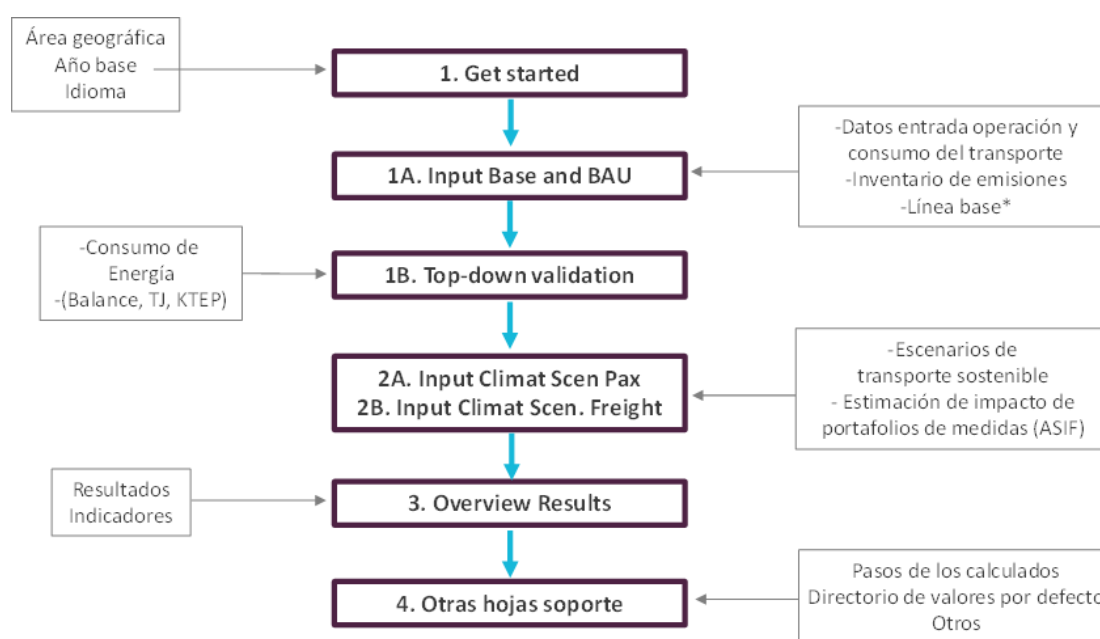 Área geográfica
Año base
Idioma
1. Get started
-Datos entrada operación y
consumo del transporte
-Inventario de emisiones
-Línea base*
1A. Input Base and BAU
-Consumo de
Energía
-(Balance, TJ, KTEP)
1B. Top-down validation
-Escenarios de
transporte sostenible
- Estimación de impacto de
portafolios de medidas (ASIF)
2A. Input Climat Scen Pax
2B. Input Climat Scen. Freight
Resultados
Indicadores
3. Overview Results
Pasos de los calculados
Directorio de valores por defecto
Otros
4. Otras hojas soporte